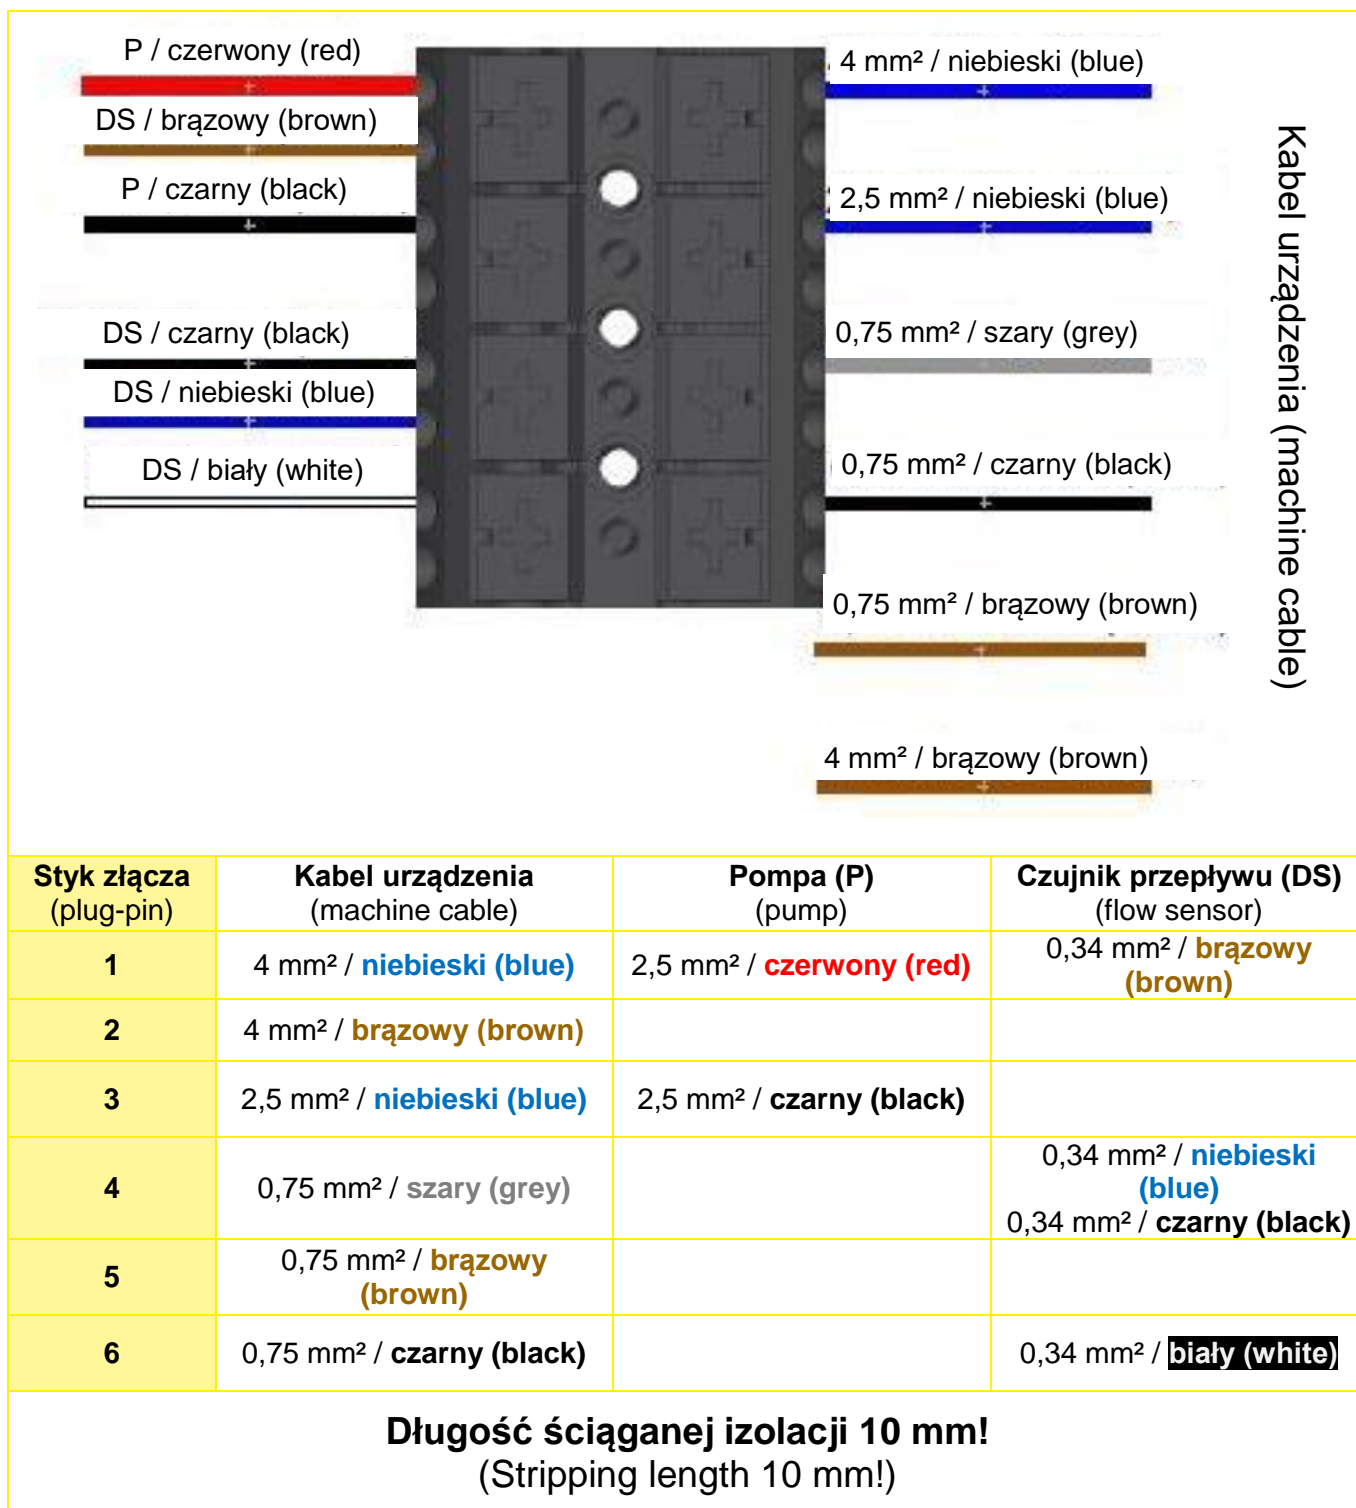 P / czerwony (red)
DS / brązowy (brown)
P / czarny (black)
DS / czarny (black)
DS / niebieski (blue)
DS / biały (white)
4 mm² / niebieski (blue)
2,5 mm² / niebieski (blue)
0,75 mm² / szary (grey)
0,75 mm² / czarny (black)
0,75 mm² / brązowy (brown)
4 mm² / brązowy (brown)
Kabel urządzenia (machine cable)
Styk złącza
(plug-pin)
Kabel urządzenia
(machine cable)
Pompa (P)
(pump)
Czujnik przepływu (DS)
(flow sensor)
1
4 mm² / niebieski (blue)
2,5 mm² / czerwony (red)
0,34 mm² / brązowy
(brown)
2
4 mm² / brązowy (brown)
3
2,5 mm² / niebieski (blue)
2,5 mm² / czarny (black)
4
0,75 mm² / szary (grey)
0,34 mm² / niebieski
(blue)
0,34 mm² / czarny (black)
5
0,75 mm² / brązowy
(brown)
6
0,75 mm² / czarny (black)
0,34 mm² / biały (white)
Długość ściąganej izolacji 10 mm!
(Stripping length 10 mm!)